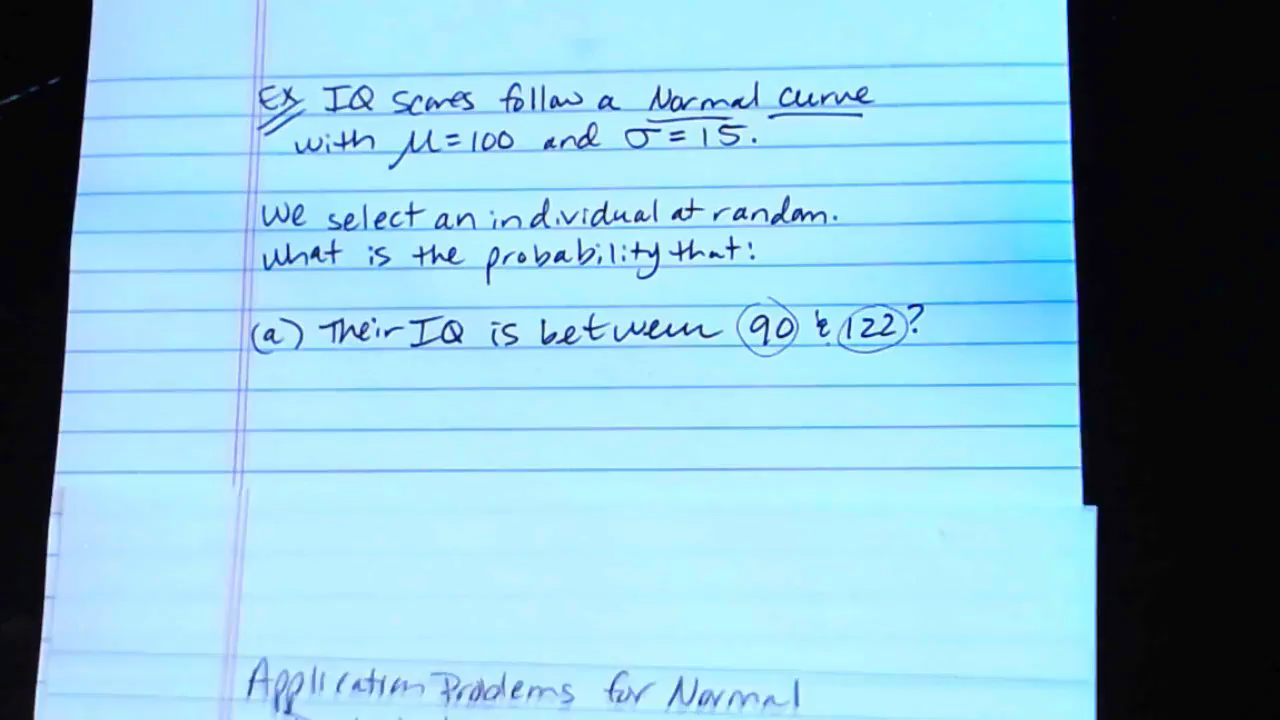 Ex IQ scores follow a Normal curve
with μ = 100 and σ = 15.
We select an individual at random.
What is the probability that:
(a) Their IQ is between 90 & 122?
Application Problems for Normal